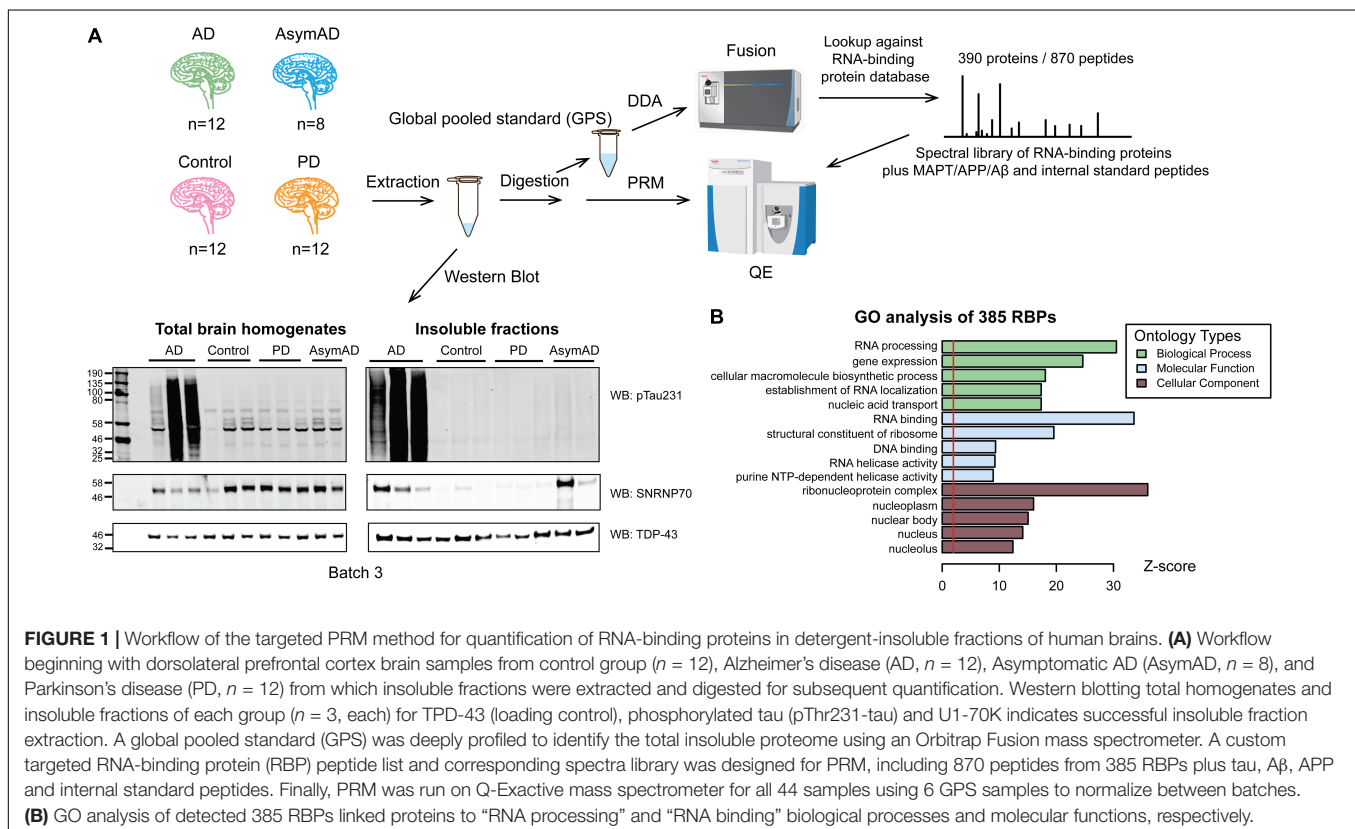 A
AD
AsymAD
n=12
n=8
Control
PD
n=12
n=12
Extraction
Digestion
Global pooled standard (GPS)
DDA
PRM
Fusion
QE
Lookup against
RNA-binding
protein database
390 proteins / 870 peptides
Spectral library of RNA-binding proteins
plus MAPT/APP/Aβ and internal standard peptides
Western Blot
Total brain homogenates
Insoluble fractions
AD Control PD AsymAD
AD Control PD AsymAD
190
135
100
80
58
46
32
25
WB: pTau231
58
46
WB: SNRNP70
46
32
WB: TDP-43
Batch 3
B
GO analysis of 385 RBPs
Ontology Types
Biological Process
Molecular Function
Cellular Component
RNA processing
gene expression
cellular macromolecule biosynthetic process
establishment of RNA localization
nucleic acid transport
RNA binding
structural constituent of ribosome
DNA binding
RNA helicase activity
purine NTP-dependent helicase activity
ribonucleoprotein complex
nucleoplasm
nuclear body
nucleus
nucleolus
0 10 20 30
Z-score
FIGURE 1 | Workflow of the targeted PRM method for quantification of RNA-binding proteins in detergent-insoluble fractions of human brains. (A) Workflow
beginning with dorsolateral prefrontal cortex brain samples from control group (n = 12), Alzheimer's disease (AD, n = 12), Asymptomatic AD (AsymAD, n = 8), and
Parkinson's disease (PD, n = 12) from which insoluble fractions were extracted and digested for subsequent quantification. Western blotting total homogenates and
insoluble fractions of each group (n = 3, each) for TPD-43 (loading control), phosphorylated tau (pThr231-tau) and U1-70K indicates successful insoluble fraction
extraction. A global pooled standard (GPS) was deeply profiled to identify the total insoluble proteome using an Orbitrap Fusion mass spectrometer. A custom
targeted RNA-binding protein (RBP) peptide list and corresponding spectra library was designed for PRM, including 870 peptides from 385 RBPs plus tau, Aβ, APP
and internal standard peptides. Finally, PRM was run on Q-Exactive mass spectrometer for all 44 samples using 6 GPS samples to normalize between batches.
(B) GO analysis of detected 385 RBPs linked proteins to "RNA processing" and "RNA binding" biological processes and molecular functions, respectively.